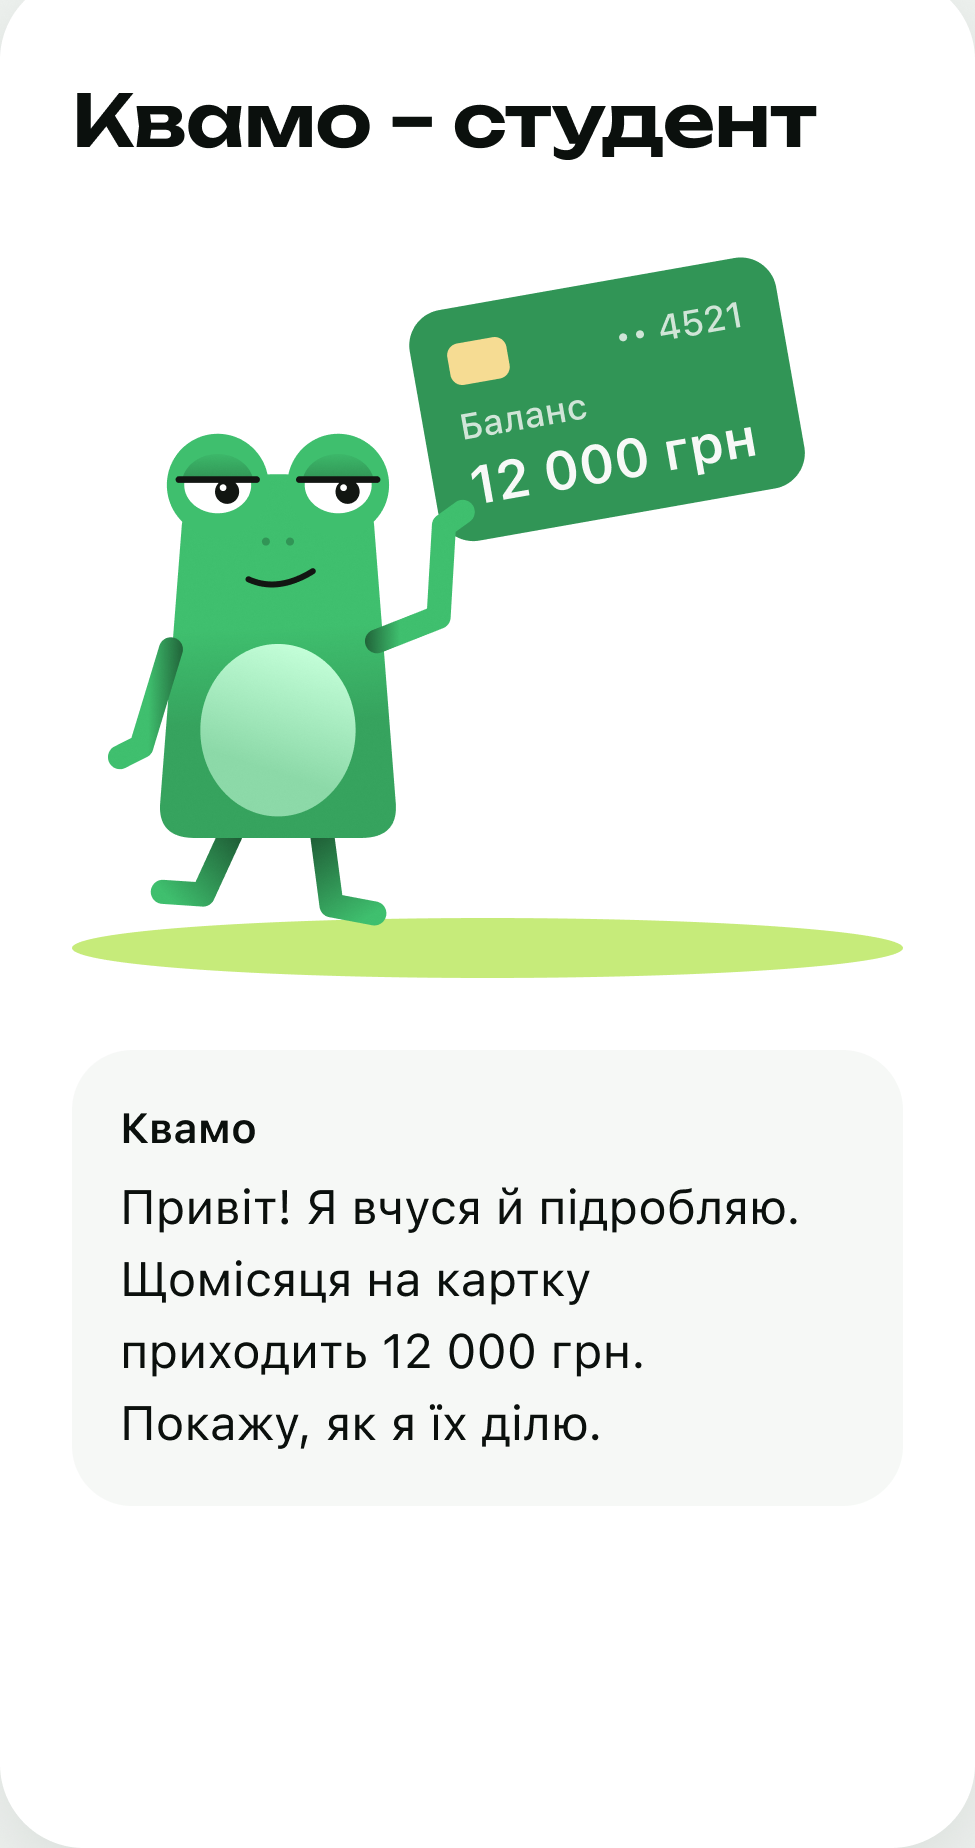 Квамо – студент
•• 4521
Баланс
12 000 грн
Квамо
Привіт! Я вчуся й підробляю.
Щомісяця на картку
приходить 12 000 грн.
Покажу, як я їх ділю.